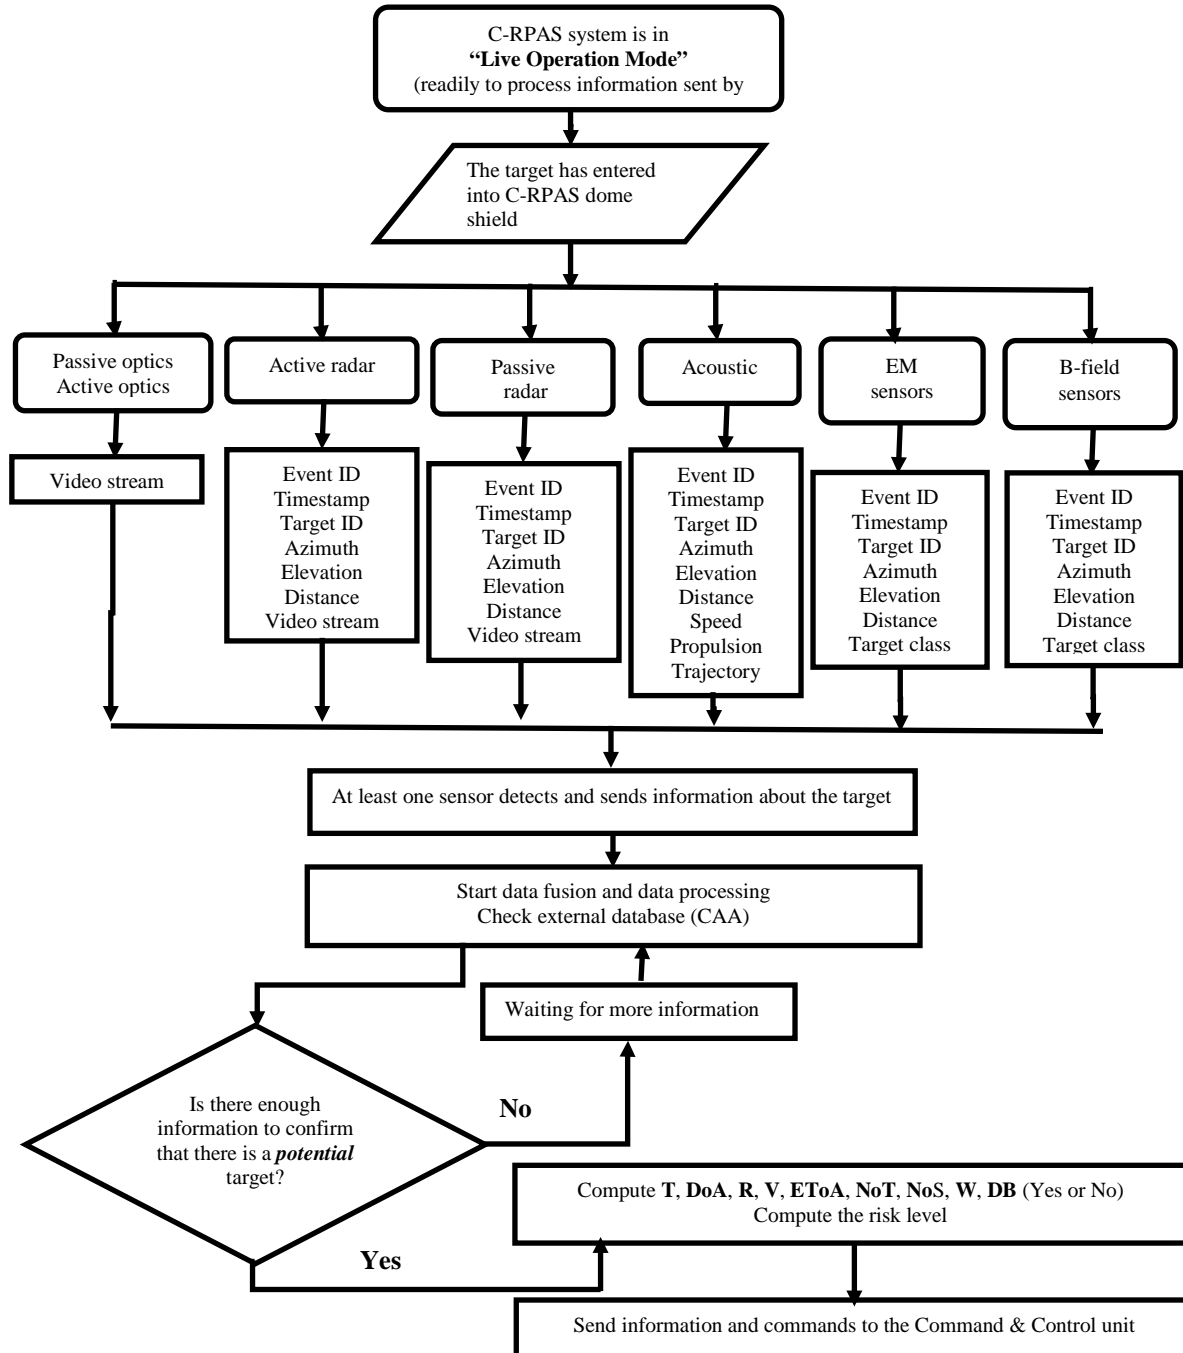 C-RPAS system is in
“Live Operation Mode”
(readily to process information sent by
The target has entered
into C-RPAS dome
shield
Passive optics
Active optics
Active radar
Passive
radar
Acoustic
EM
sensors
B-field
sensors
Video stream
Event ID
Timestamp
Target ID
Azimuth
Elevation
Distance
Video stream
Event ID
Timestamp
Target ID
Azimuth
Elevation
Distance
Video stream
Event ID
Timestamp
Target ID
Azimuth
Elevation
Distance
Speed
Propulsion
Trajectory
Event ID
Timestamp
Target ID
Azimuth
Elevation
Distance
Target class
Event ID
Timestamp
Target ID
Azimuth
Elevation
Distance
Target class
At least one sensor detects and sends information about the target
Start data fusion and data processing
Check external database (CAA)
Waiting for more information
Is there enough
information to confirm
that there is a potential
target?
No
Yes
Compute T, DoA, R, V, EToA, NoT, NoS, W, DB (Yes or No)
Compute the risk level
Send information and commands to the Command & Control unit